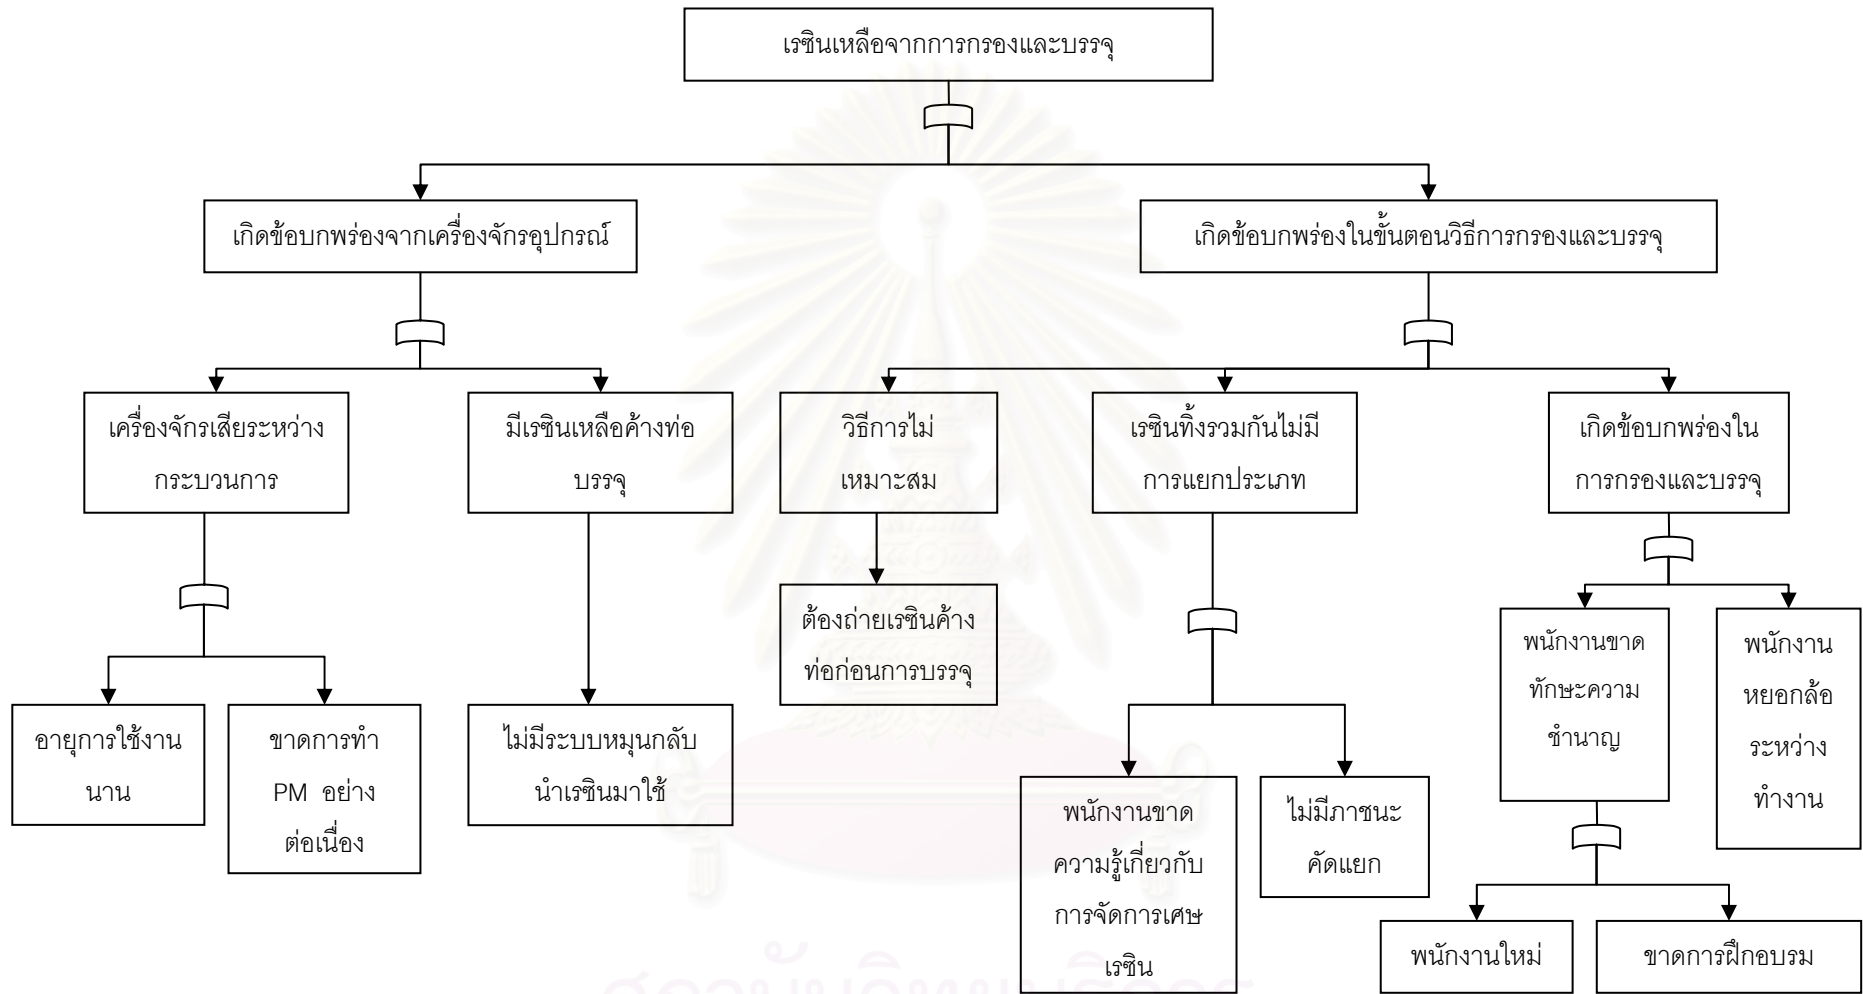 เรซินเหลือจากการกรองและบรรจุ
เกิดข้อบกพร่องจากเครื่องจักรอุปกรณ์
เกิดข้อบกพร่องในขั้นตอนวิธีการกรองและบรรจุ
เครื่องจักรเสียระหว่าง
กระบวนการ
มีเรซินเหลือค้างท่อ
บรรจุ
วิธีการไม่
เหมาะสม
เรซินทิ้งรวมกันไม่มี
การแยกประเภท
เกิดข้อบกพร่องใน
การกรองและบรรจุ
อายุการใช้งาน
นาน
ขาดการทำ
PM อย่าง
ต่อเนื่อง
ไม่มีระบบหมุนกลับ
นำเรซินมาใช้
ต้องถ่ายเรซินค้าง
ท่อก่อนการบรรจุ
พนักงานขาด
ความรู้เกี่ยวกับ
การจัดการเศษ
เรซิน
ไม่มีภาชนะ
คัดแยก
พนักงานขาด
ทักษะความ
ชำนาญ
พนักงาน
หยอกล้อ
ระหว่าง
ทำงาน
พนักงานใหม่
ขาดการฝึกอบรม
สถาบันวิทยบริการ